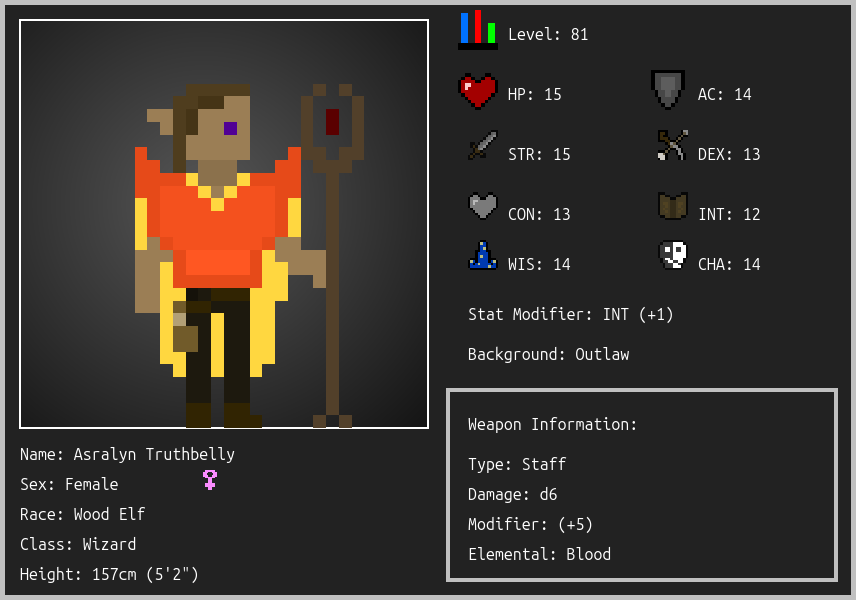 Level: 81
HP: 15
AC: 14
STR: 15
DEX: 13
CON: 13
INT: 12
WIS: 14
CHA: 14
Stat Modifier: INT (+1)
Background: Outlaw
Weapon Information:
Type: Staff
Damage: d6
Modifier: (+5)
Elemental: Blood
Name: Asralyn Truthbelly
Sex: Female
Race: Wood Elf
Class: Wizard
Height: 157cm (5'2")